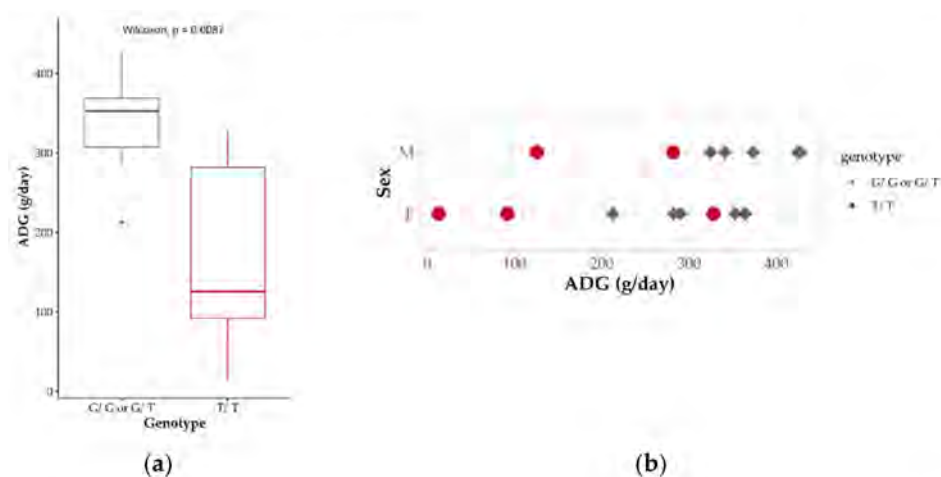 Wilcoxon, p = 0.0087
400
300
200
100
0
ADG (g/day)
G/ G or G/ T
T/ T
Genotype
(a)
M
F
Sex
0
100
200
300
400
ADG (g/day)
genotype
G/ G or G/ T
T/ T
(b)